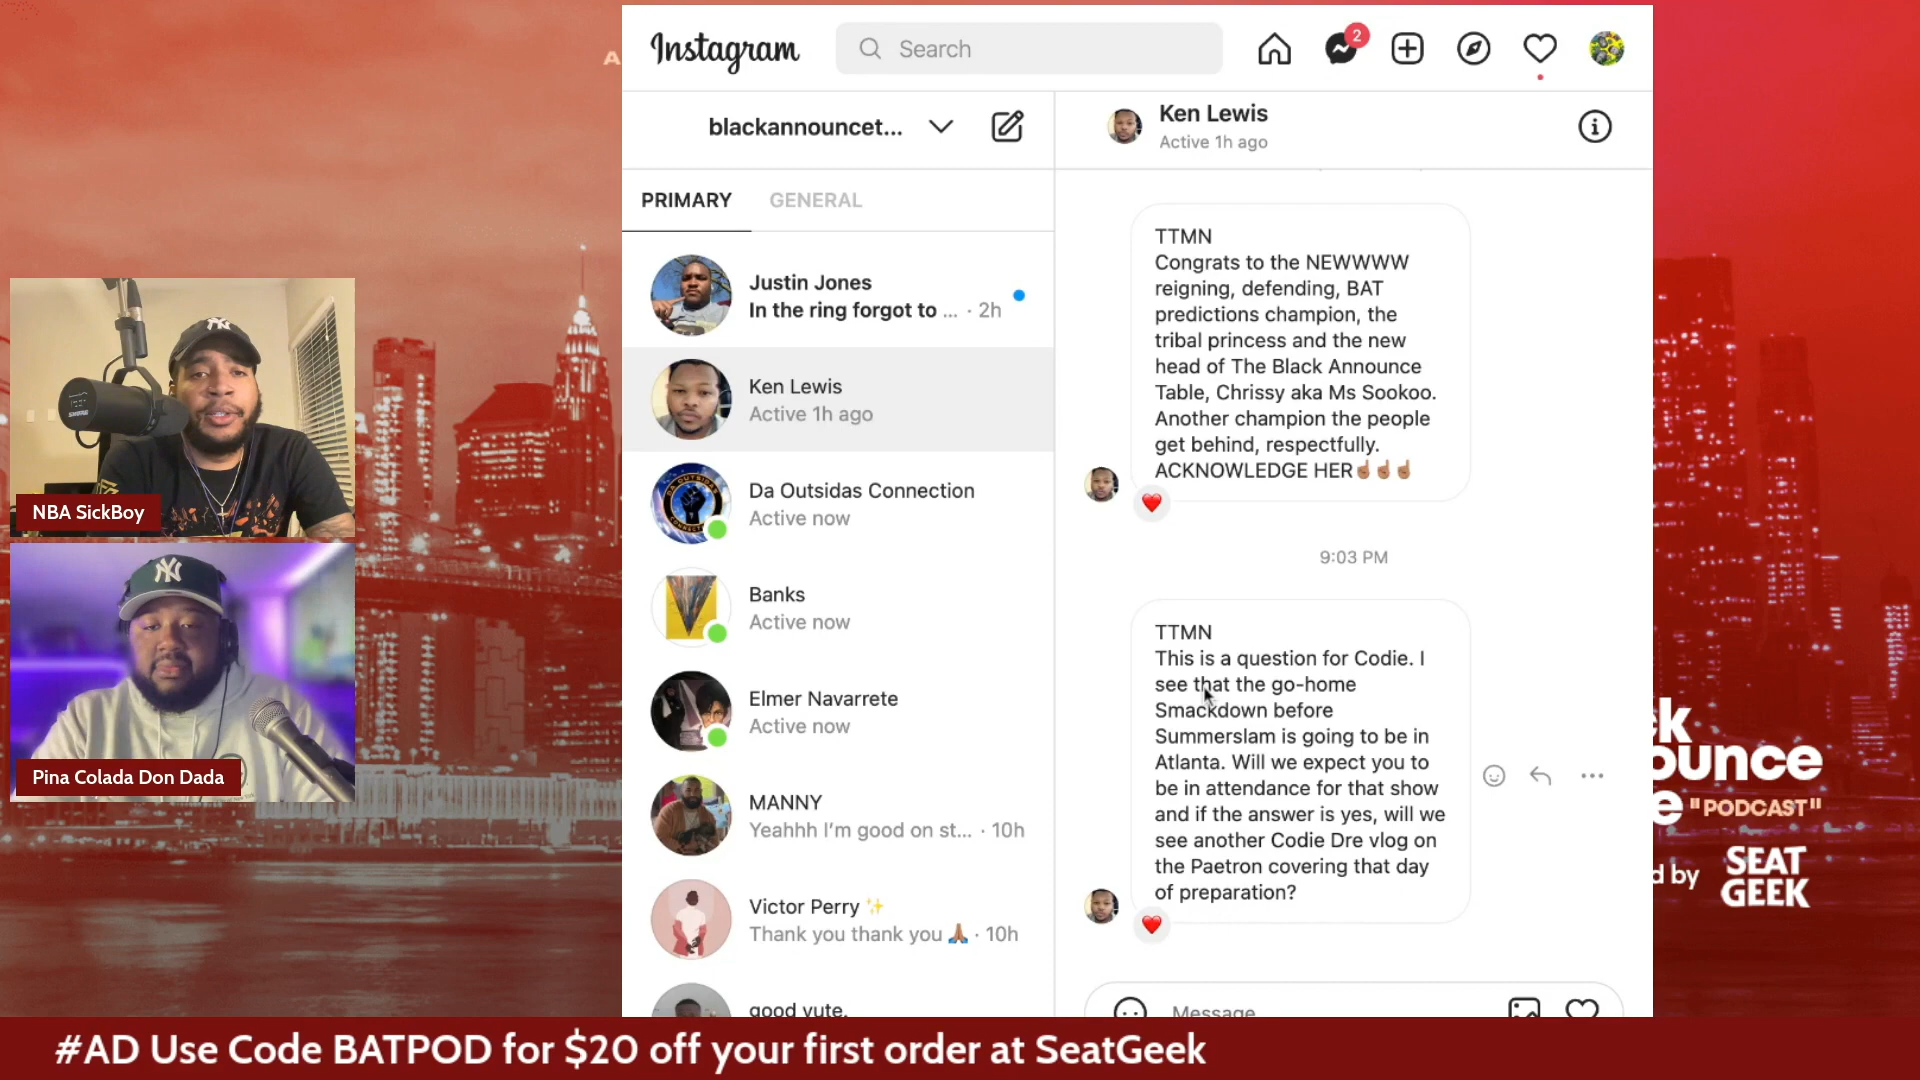 Instagram
Search
2
blackannouncet...
Ken Lewis
Active 1h ago
PRIMARY
GENERAL
Justin Jones
In the ring forgot to ... · 2h
Ken Lewis
Active 1h ago
Da Outsidas Connection
Active now
Banks
Active now
Elmer Navarrete
Active now
MANNY
Yeahhh I'm good on st... · 10h
Victor Perry ✨
Thank you thank you 🙏🏽 · 10h
good vute.
TTMN
Congrats to the NEWWWW
reigning, defending, BAT
predictions champion, the
tribal princess and the new
head of The Black Announce
Table, Chrissy aka Ms Sookoo.
Another champion the people
get behind, respectfully.
ACKNOWLEDGE HER☝🏽☝🏽☝🏽
9:03 PM
TTMN
This is a question for Codie. I
see that the go-home
Smackdown before
Summerslam is going to be in
Atlanta. Will we expect you to
be in attendance for that show
and if the answer is yes, will we
see another Codie Dre vlog on
the Paetron covering that day
of preparation?
Message
NBA SickBoy
Pina Colada Don Dada
A
k
ounce
e "PODCAST"
d by SEAT
GEEK
#AD Use Code BATPOD for $20 off your first order at SeatGeek